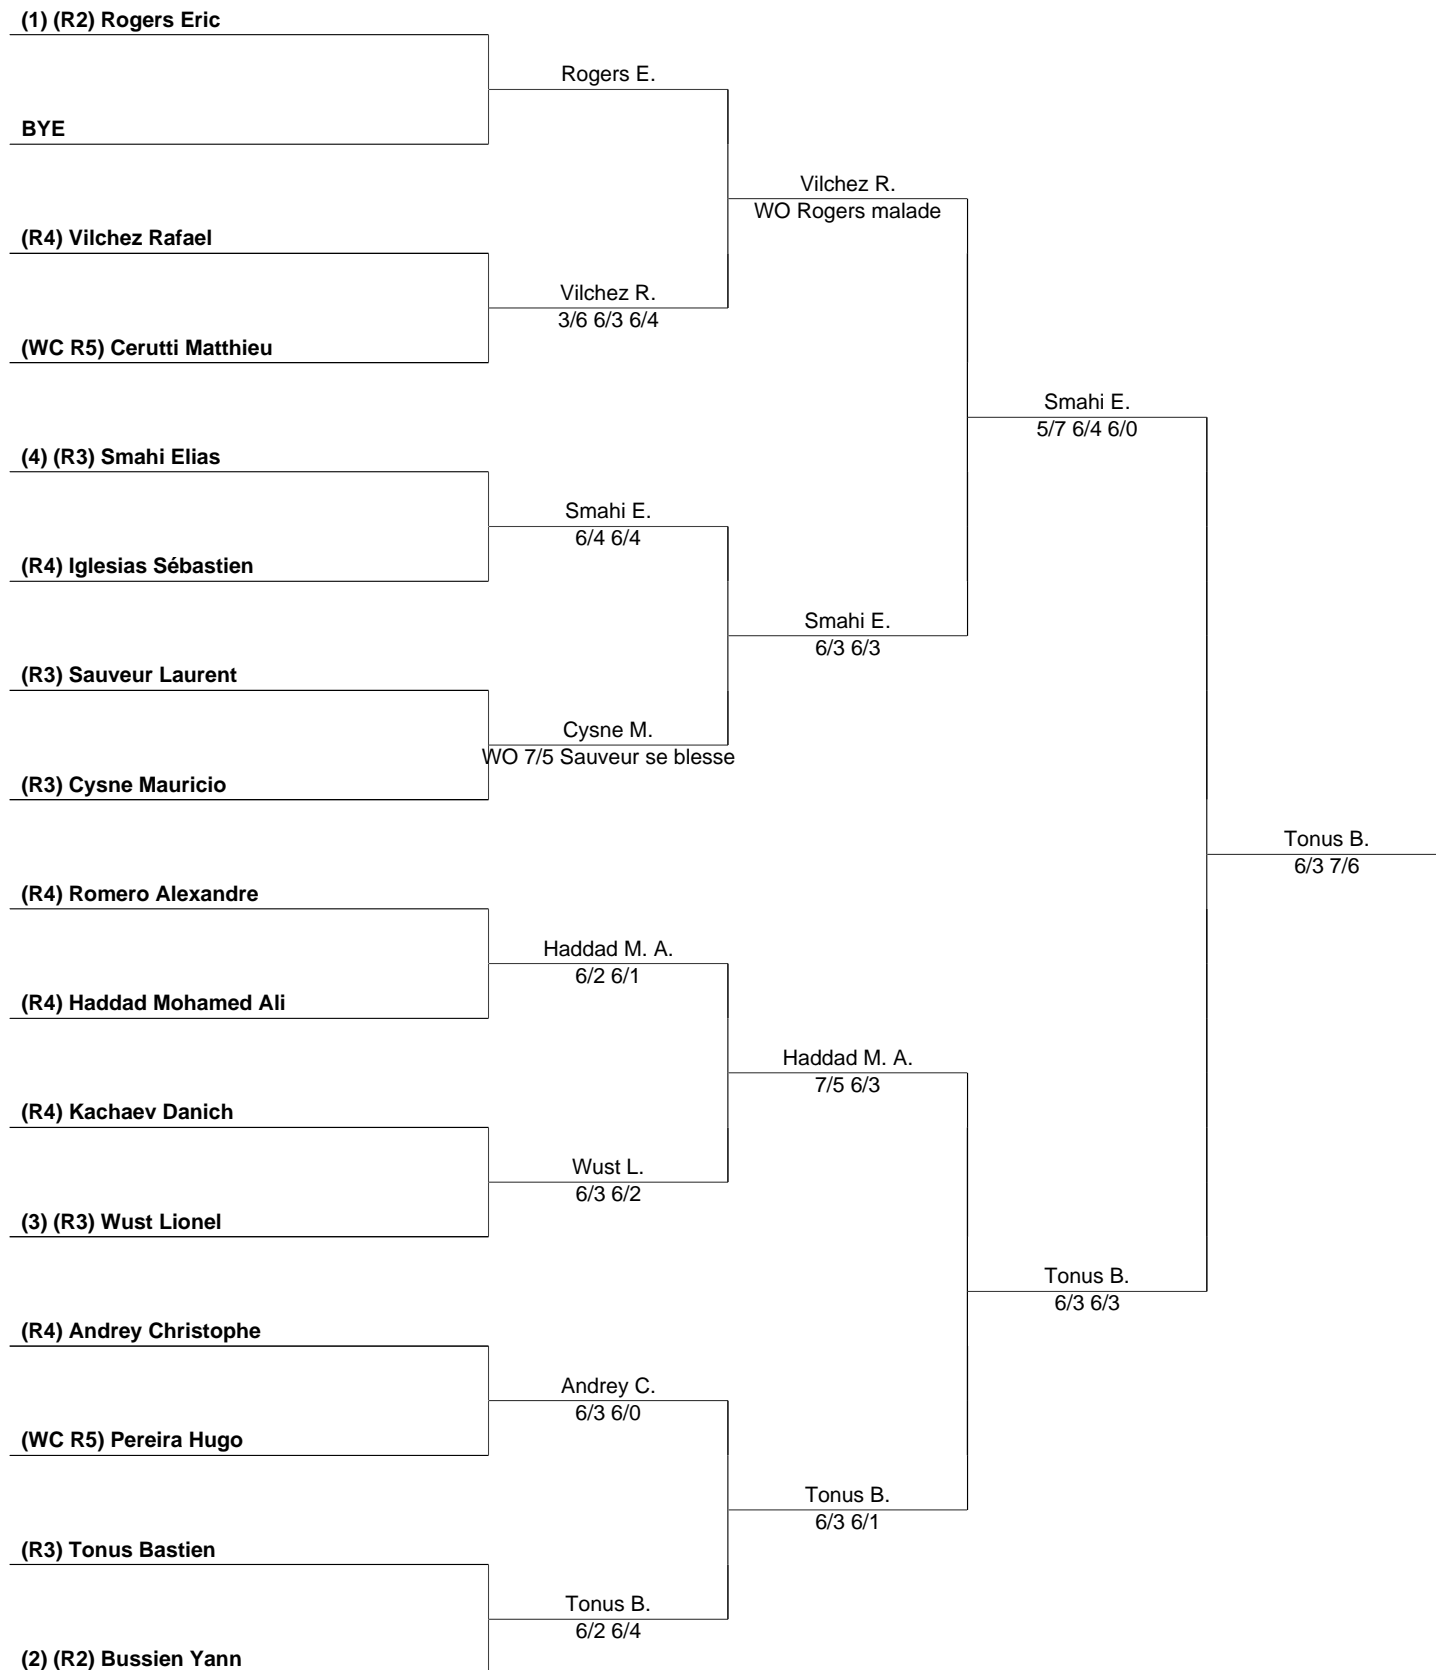 (1) (R2) Rogers Eric
Rogers E.
BYE
Vilchez R.
WO Rogers malade
(R4) Vilchez Rafael
Vilchez R.
3/6 6/3 6/4
(WC R5) Cerutti Matthieu
Smahi E.
5/7 6/4 6/0
(4) (R3) Smahi Elias
Smahi E.
6/4 6/4
(R4) Iglesias Sébastien
Smahi E.
6/3 6/3
(R3) Sauveur Laurent
Cysne M.
WO 7/5 Sauveur se blesse
(R3) Cysne Mauricio
Tonus B.
6/3 7/6
(R4) Romero Alexandre
Haddad M. A.
6/2 6/1
(R4) Haddad Mohamed Ali
Haddad M. A.
7/5 6/3
(R4) Kachaev Danich
Wust L.
6/3 6/2
(3) (R3) Wust Lionel
Tonus B.
6/3 6/3
(R4) Andrey Christophe
Andrey C.
6/3 6/0
(WC R5) Pereira Hugo
Tonus B.
6/3 6/1
(R3) Tonus Bastien
Tonus B.
6/2 6/4
(2) (R2) Bussien Yann